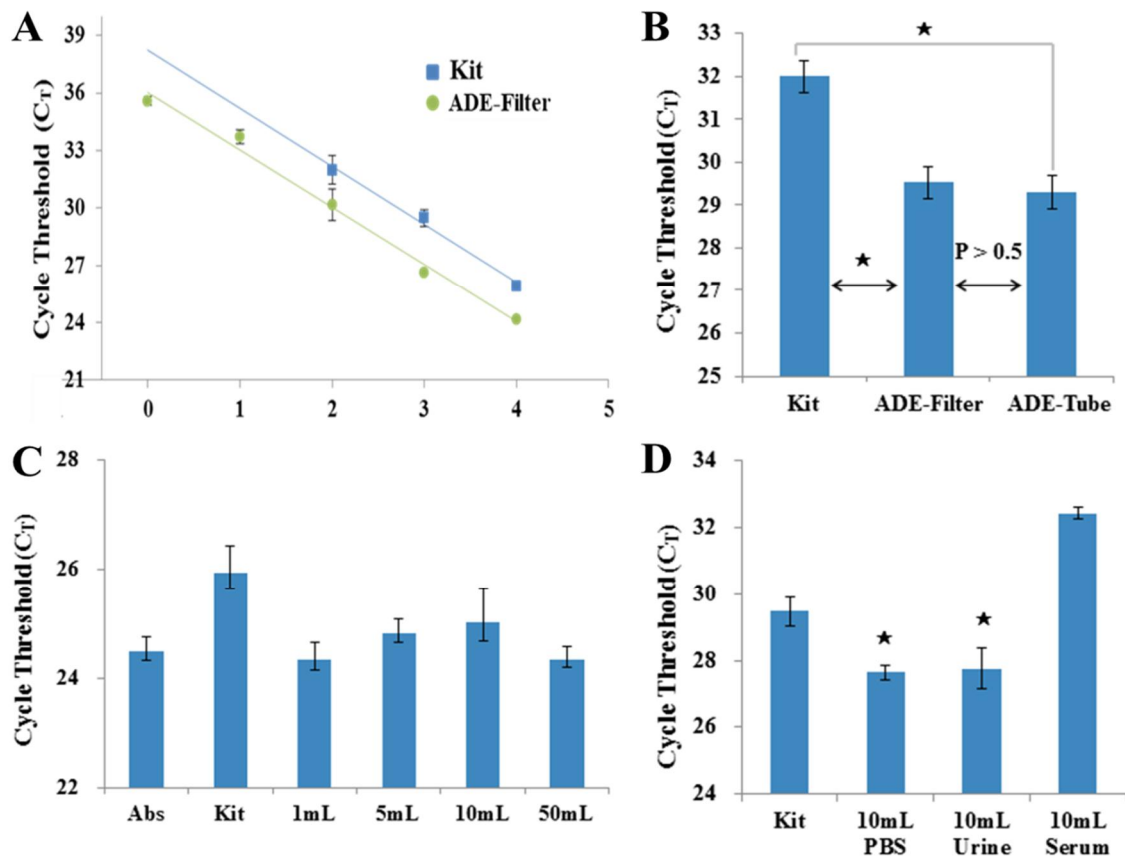 A
Cycle Threshold (CT)
39
36
33
30
27
24
21
0 1 2 3 4 5
Kit
ADE-Filter
B
Cycle Threshold (CT)
33
32
31
30
29
28
27
26
25
★
★
P > 0.5
Kit ADE-Filter ADE-Tube
C
Cycle Threshold (CT)
28
26
24
22
Abs Kit 1mL 5mL 10mL 50mL
D
Cycle Threshold (CT)
34
32
30
28
26
24
★
★
Kit 10mL 10mL 10mL
PBS Urine Serum